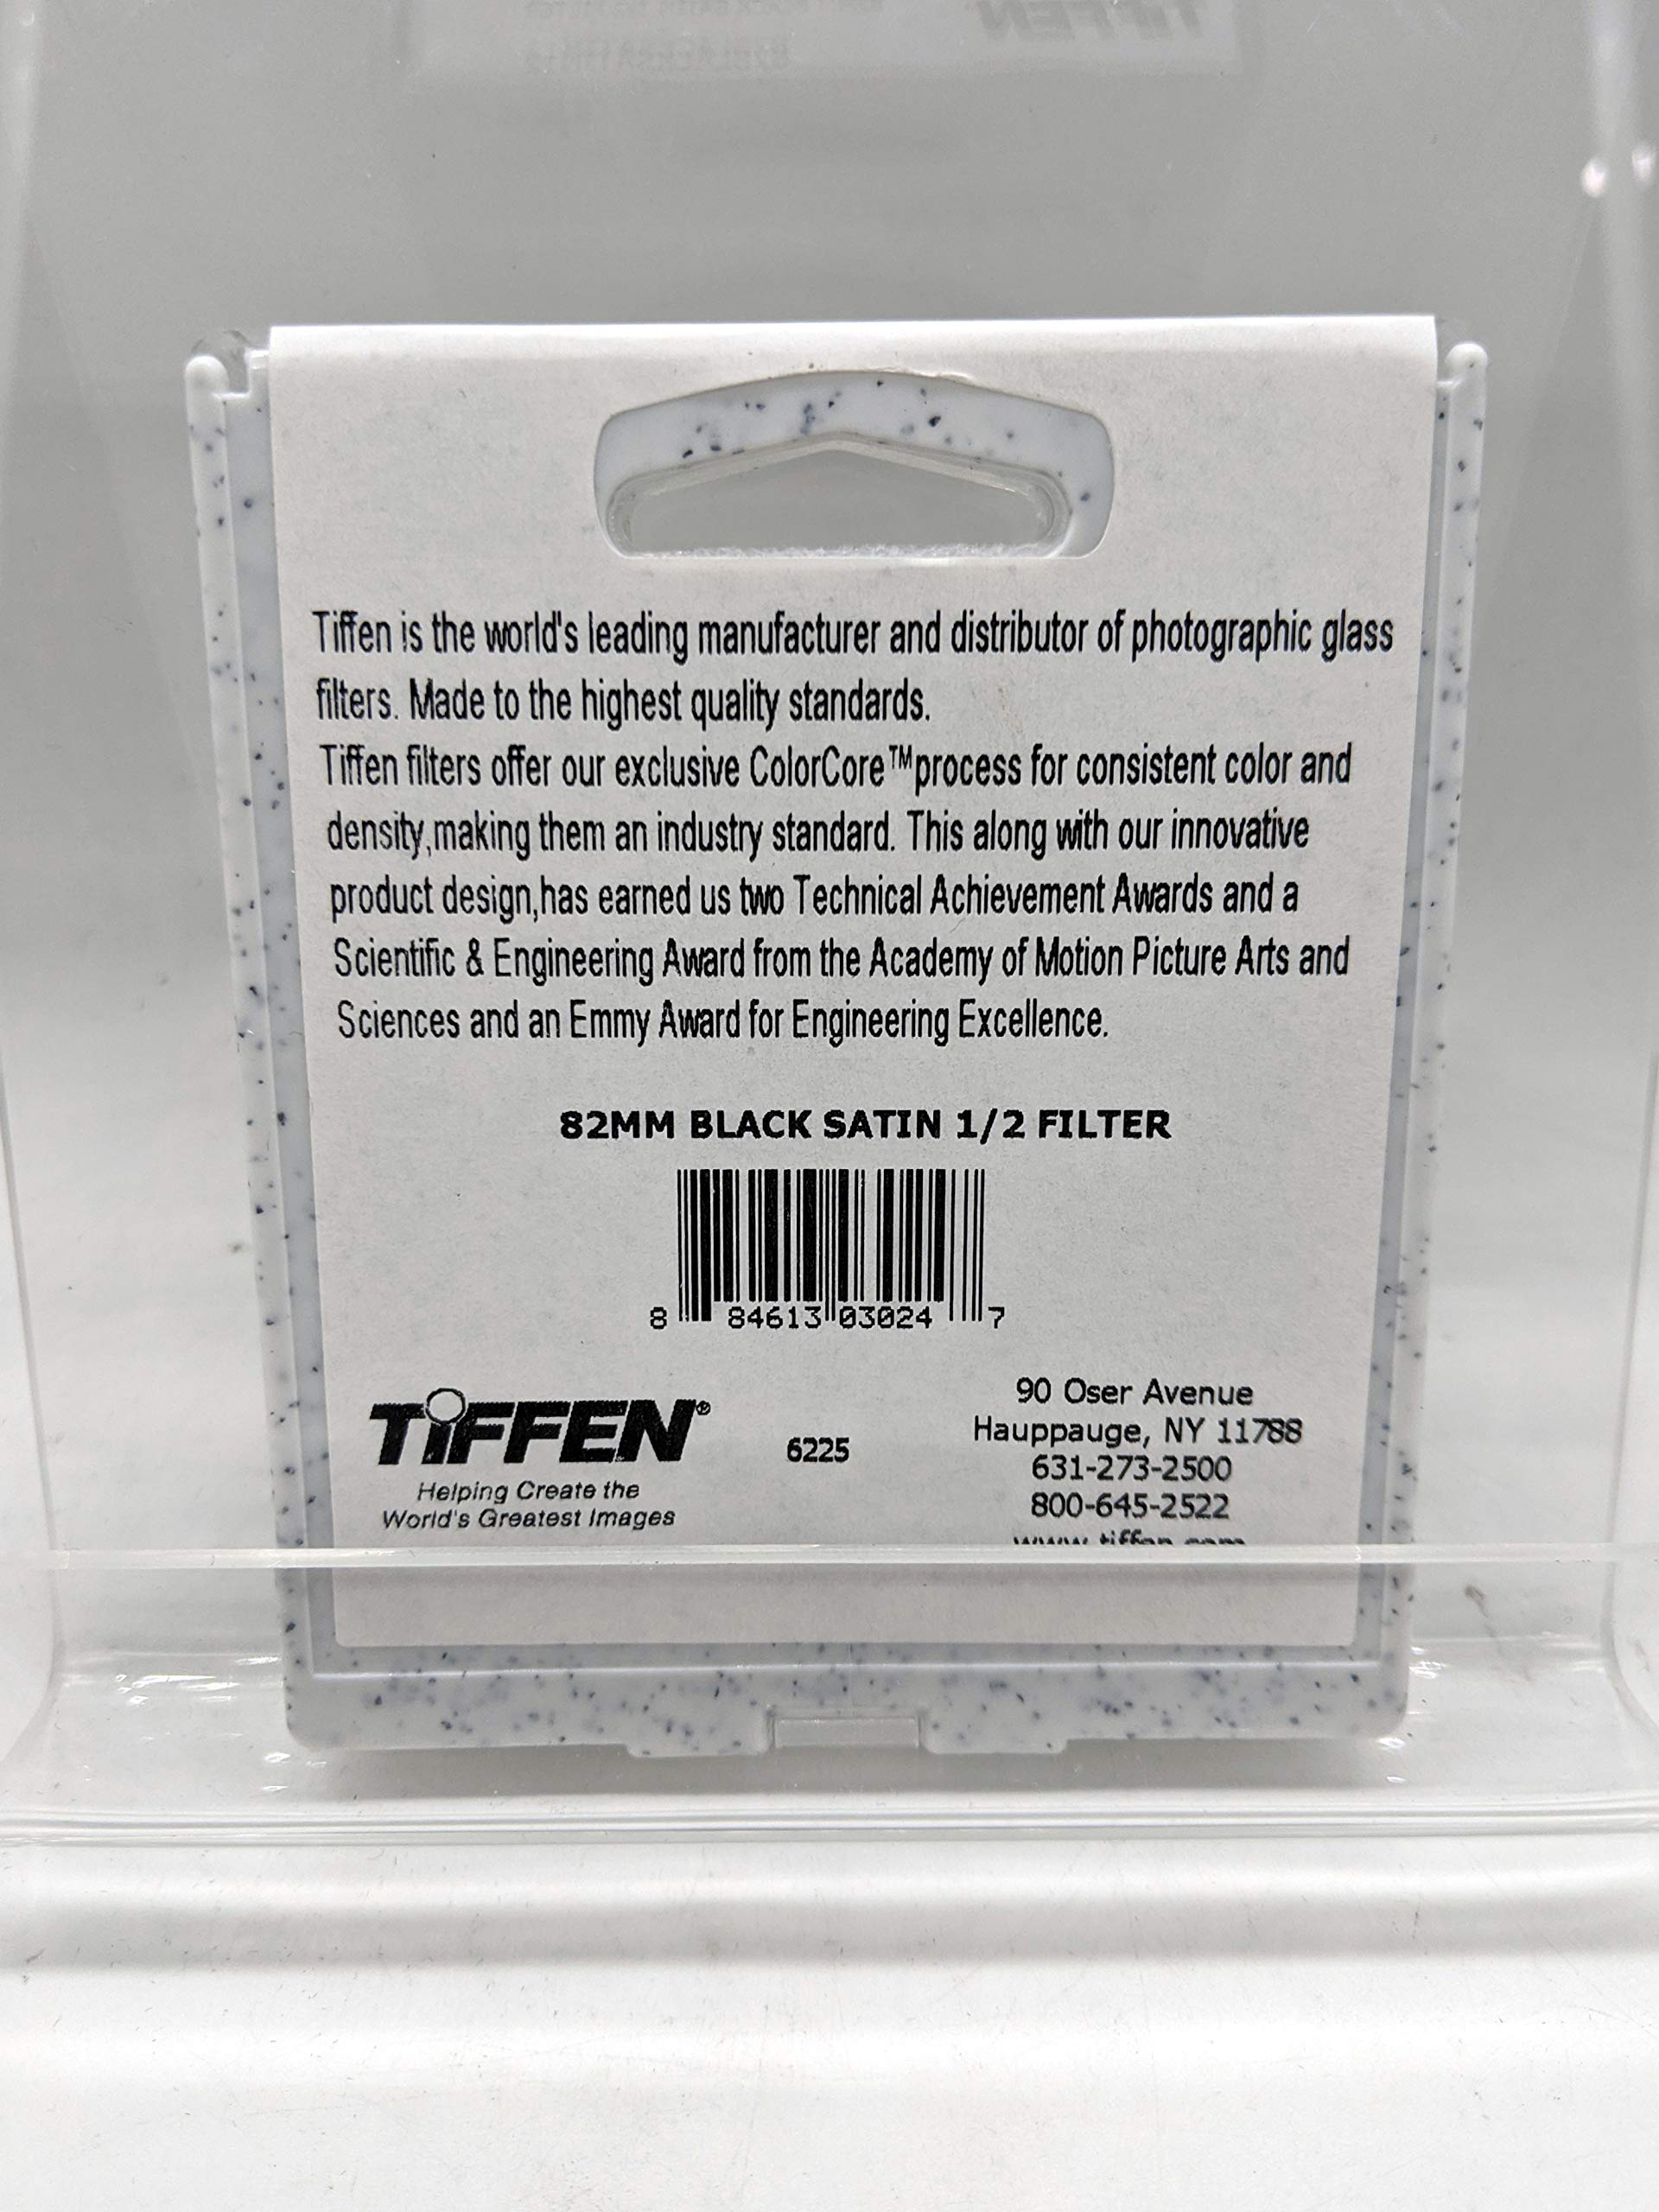 Tiffen is the world's leading manufacturer and distributor of photographic glass
filters. Made to the highest quality standards.
Tiffen filters offer our exclusive ColorCore™process for consistent color and
density,making them an industry standard. This along with our innovative
product design,has earned us two Technical Achievement Awards and a
Scientific & Engineering Award from the Academy of Motion Picture Arts and
Sciences and an Emmy Award for Engineering Excellence.
82MM BLACK SATIN 1/2 FILTER
8 84613 03024 7
TiFFEN®
Helping Create the
World's Greatest Images
6225
90 Oser Avenue
Hauppauge, NY 11788
631-273-2500
800-645-2522
www.tiffen.com